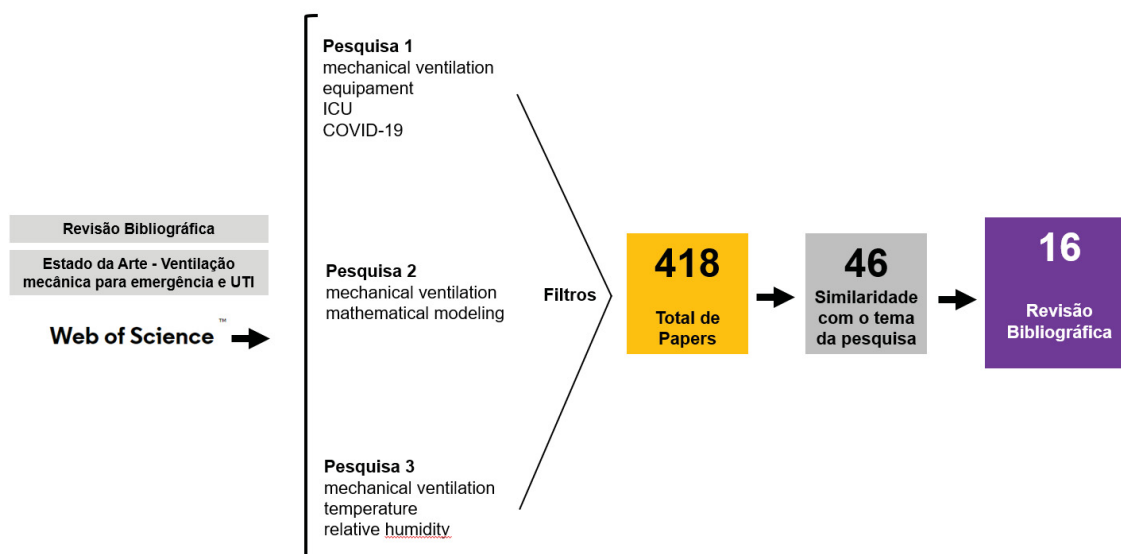 Revisão Bibliográfica
Estado da Arte - Ventilação
mecânica para emergência e UTI
Web of Science™
Pesquisa 1
mechanical ventilation
equipament
ICU
COVID-19
Pesquisa 2
mechanical ventilation
mathematical modeling
Pesquisa 3
mechanical ventilation
temperature
relative humidity
Filtros
418
Total de
Papers
46
Similaridade
com o tema
da pesquisa
16
Revisão
Bibliográfica